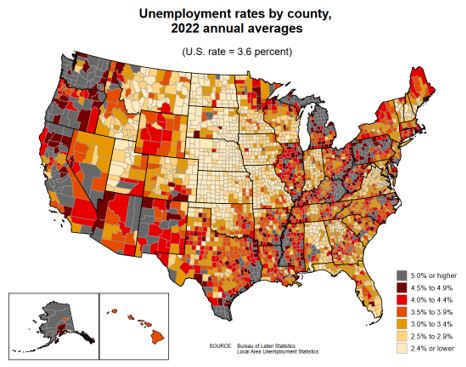 Unemployment rates by county,
2022 annual averages
(U.S. rate = 3.6 percent)
5.0% or higher
4.5% to 4.9%
4.0% to 4.4%
3.5% to 3.9%
3.0% to 3.4%
2.5% to 2.9%
2.4% or lower
SOURCE: Bureau of Labor Statistics
Local Area Unemployment Statistics